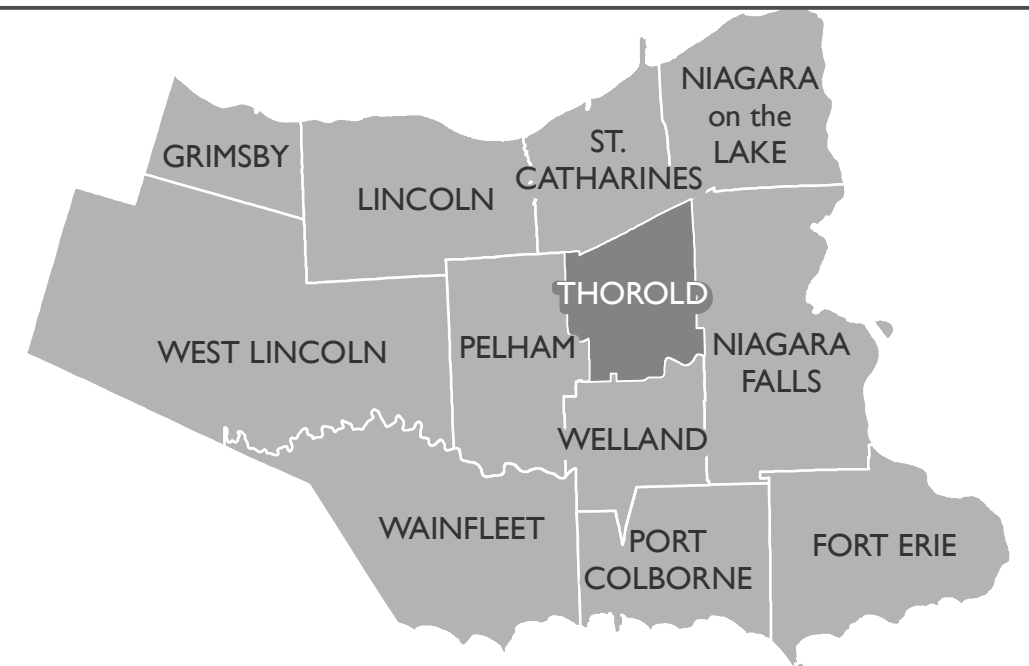 NIAGARA
on the
LAKE
GRIMSBY
ST.
CATHARINES
LINCOLN
THOROLD
WEST LINCOLN
PELHAM
NIAGARA
FALLS
WELLAND
WAINFLEET
PORT
COLBORNE
FORT ERIE